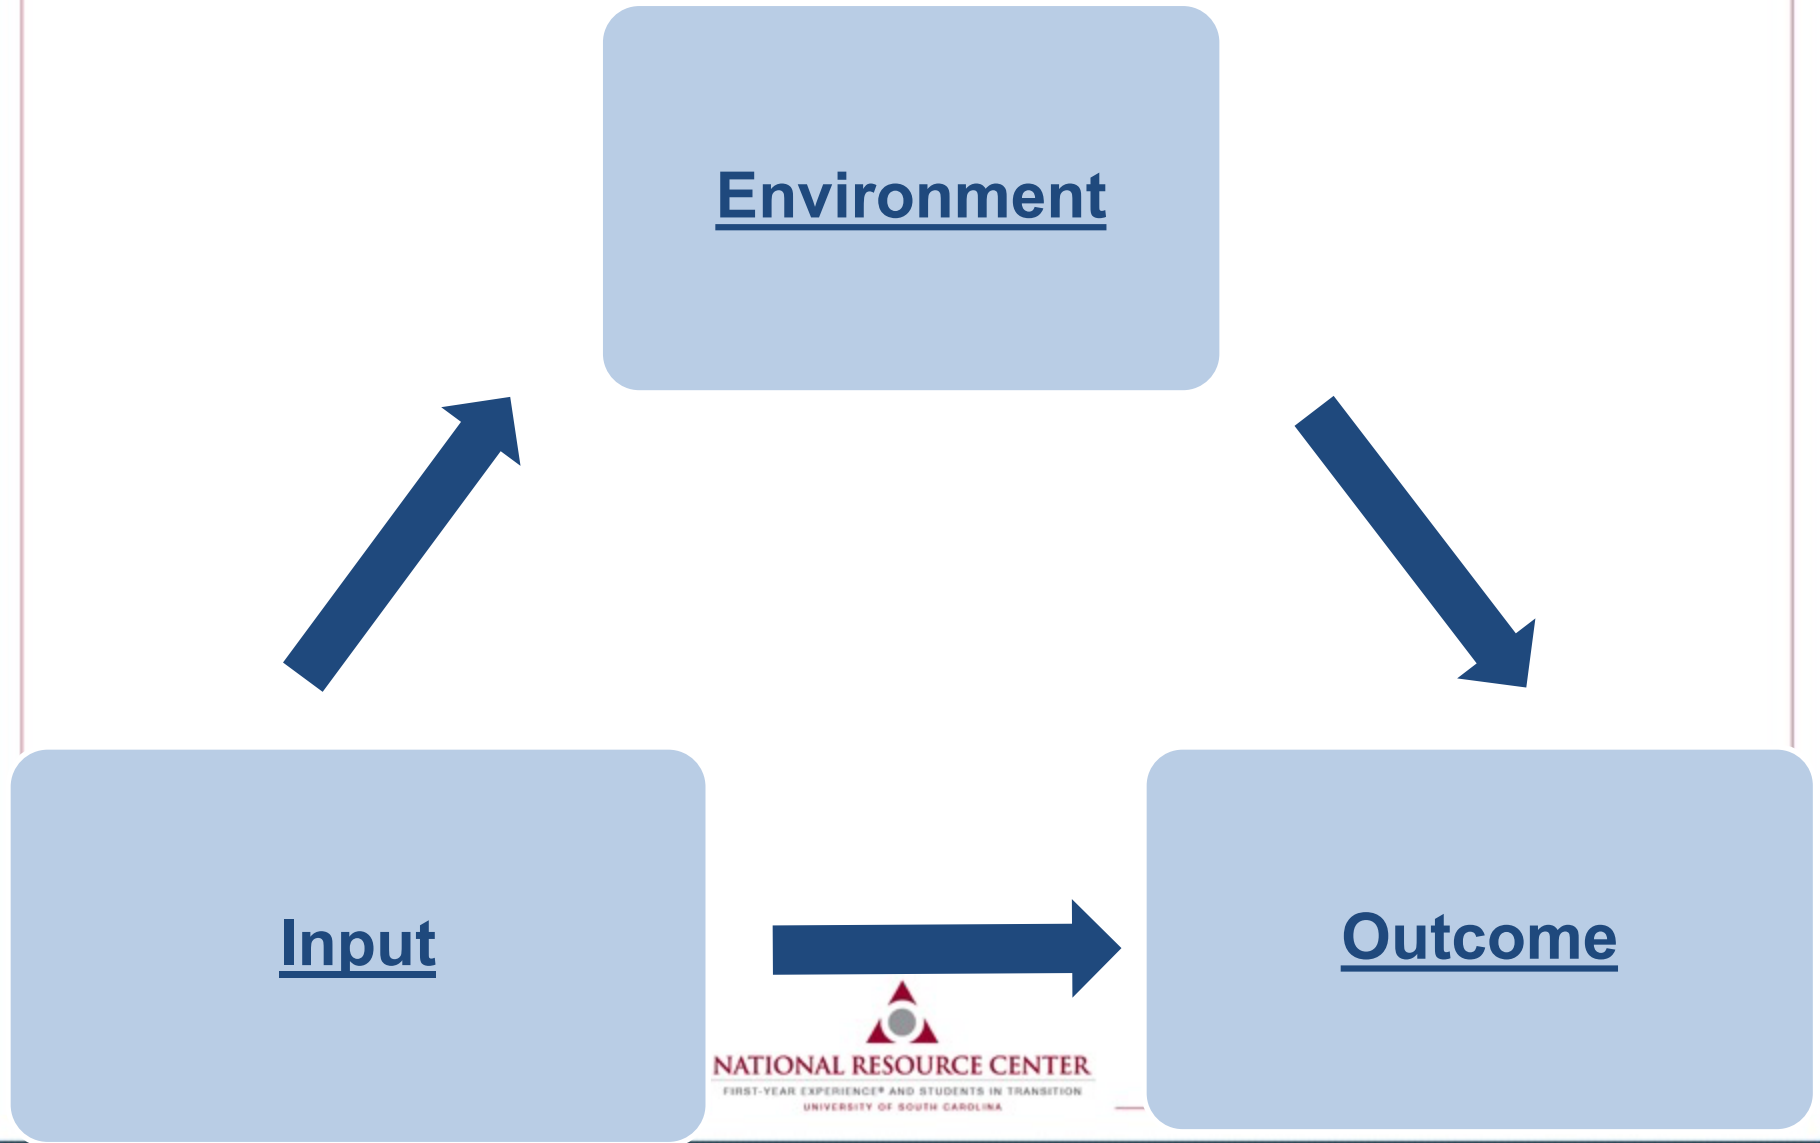 Environment
Input
Outcome
NATIONAL RESOURCE CENTER
FIRST-YEAR EXPERIENCE® AND STUDENTS IN TRANSITION
UNIVERSITY OF SOUTH CAROLINA